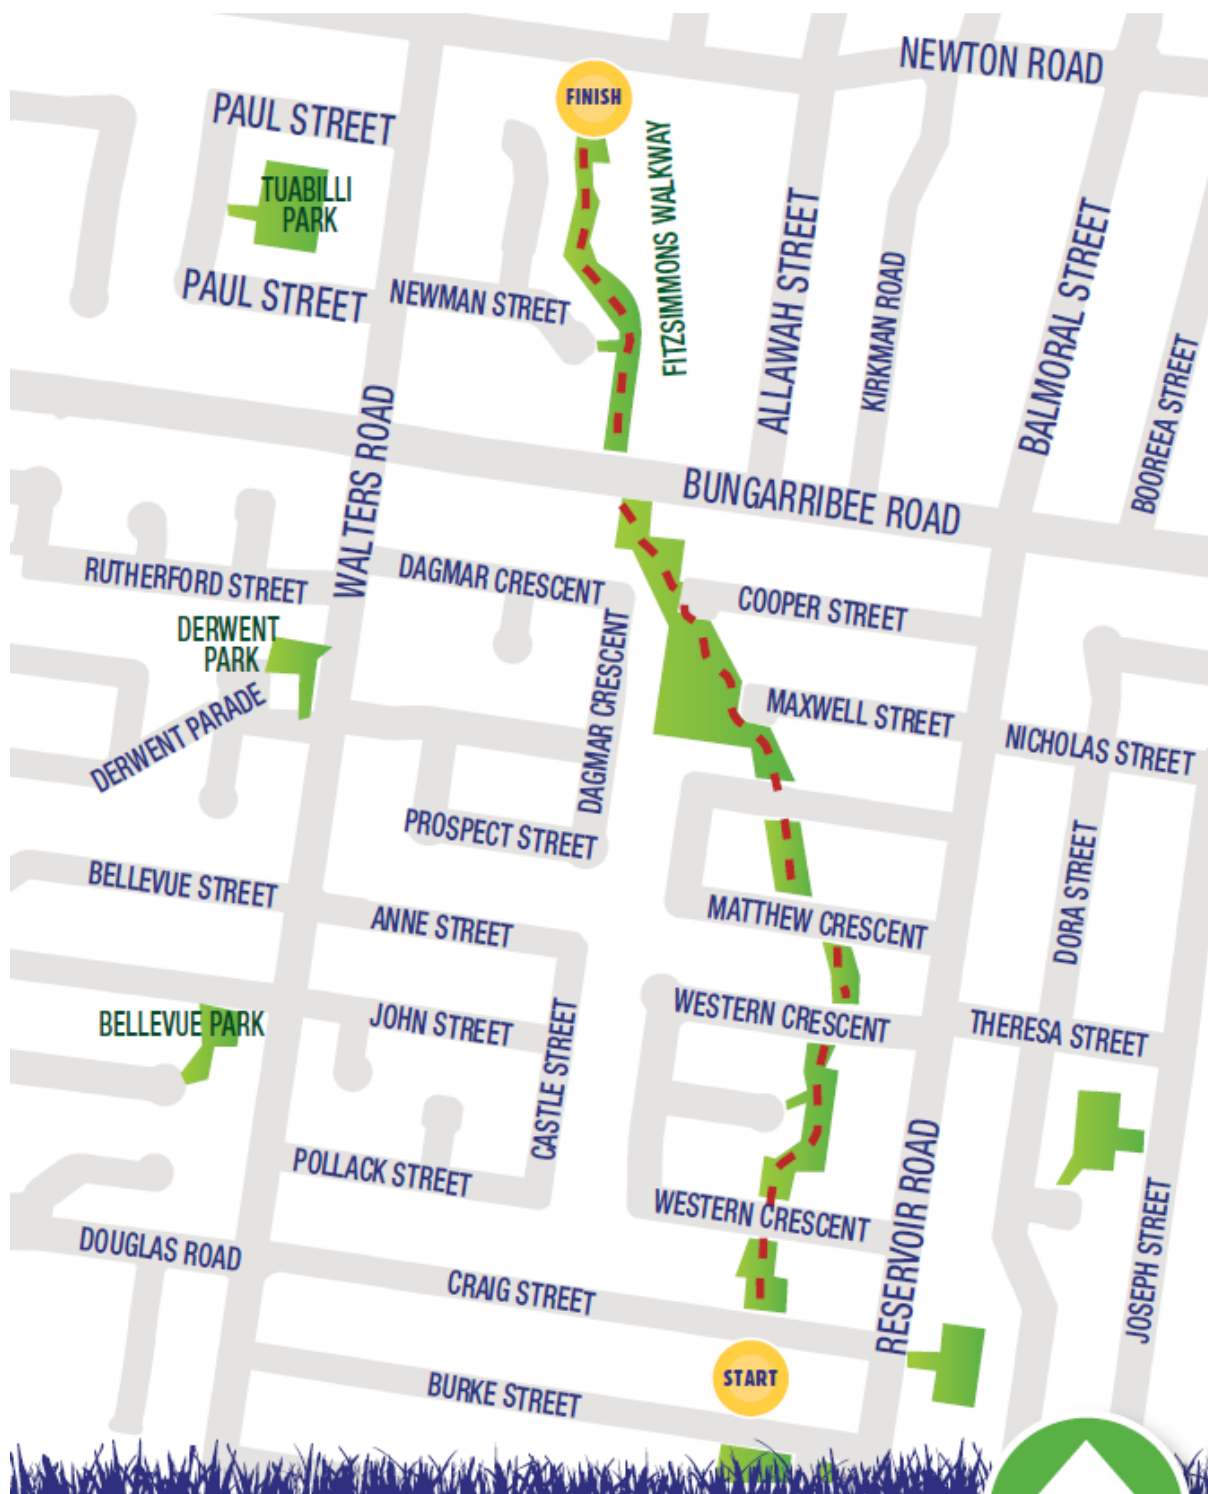 NEWTON ROAD
FINISH
PAUL STREET
TUABILLI
PARK
FITZSIMMONS WALKWAY
ALLAWAH STREET
KIRKMAN ROAD
BALMORAL STREET
BOOREEA STREET
PAUL STREET
NEWMAN STREET
WALTERS ROAD
BUNGARRIBEE ROAD
RUTHERFORD STREET
DAGMAR CRESCENT
COOPER STREET
DERWENT
PARK
DAGMAR CRESCENT
DERWENT PARADE
MAXWELL STREET
NICHOLAS STREET
PROSPECT STREET
DORA STREET
BELLEVUE STREET
ANNE STREET
MATTHEW CRESCENT
BELLEVUE PARK
JOHN STREET
CASTLE STREET
WESTERN CRESCENT
THERESA STREET
POLLACK STREET
WESTERN CRESCENT
RESERVOIR ROAD
JOSEPH STREET
DOUGLAS ROAD
CRAIG STREET
START
BURKE STREET